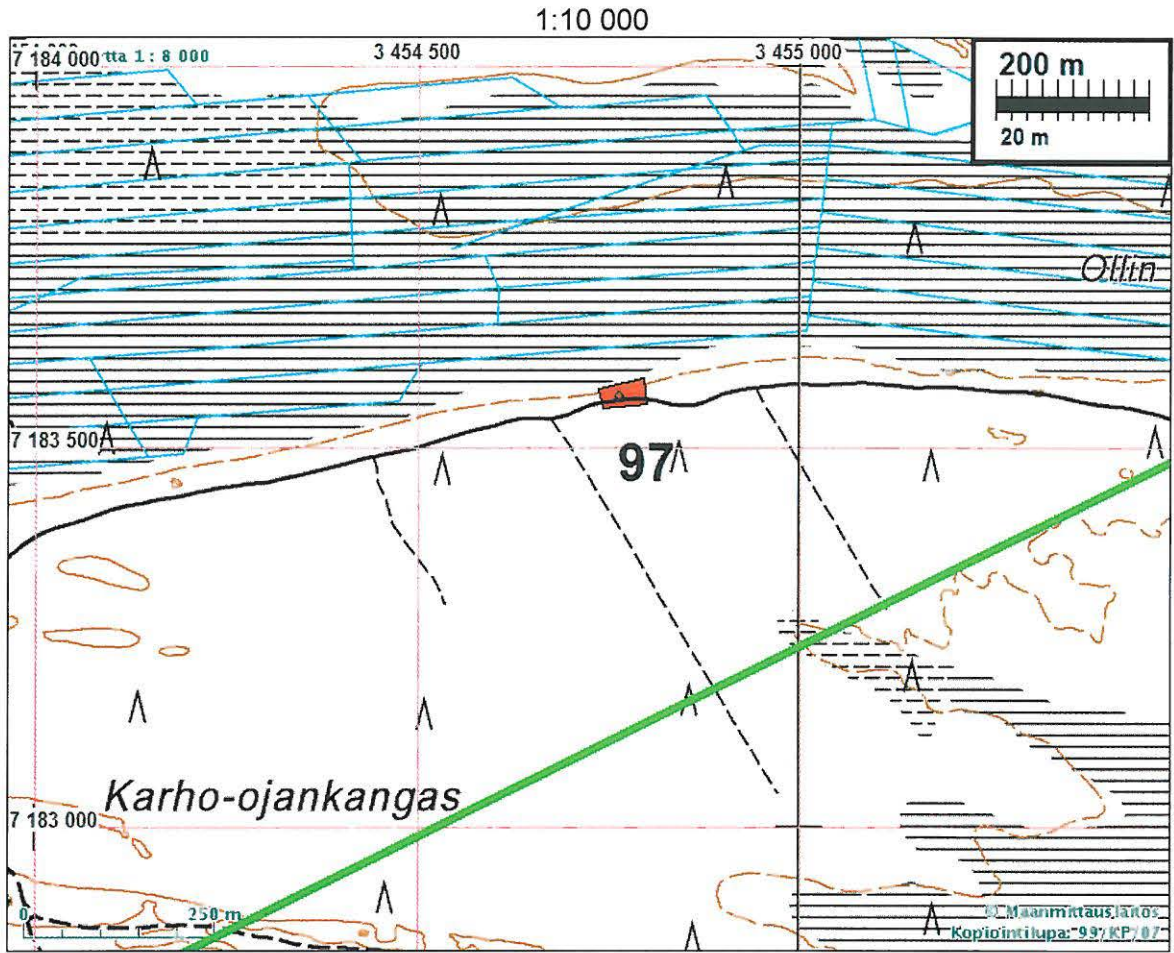 1:10 000
7 184 000
rtta 1 : 8 000
3 454 500
3 455 000
200 m
20 m
Ollin
7 183 500
97
Karho-ojankangas
7 183 000
0
250 m
© Maanmittauslaitos
Kopiointilupa: 99/KP/07